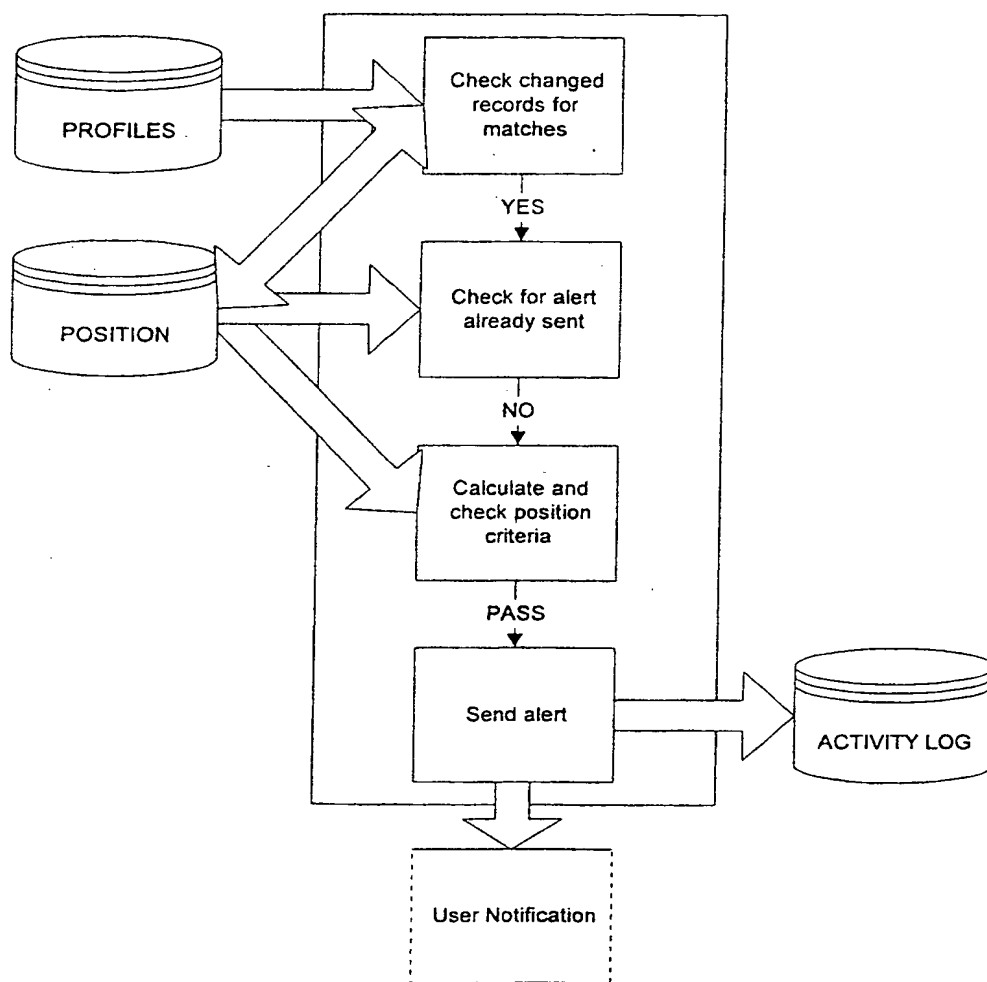 PROFILES
Check changed
records for
matches
YES
POSITION
Check for alert
already sent
NO
Calculate and
check position
criteria
PASS
Send alert
ACTIVITY LOG
User Notification